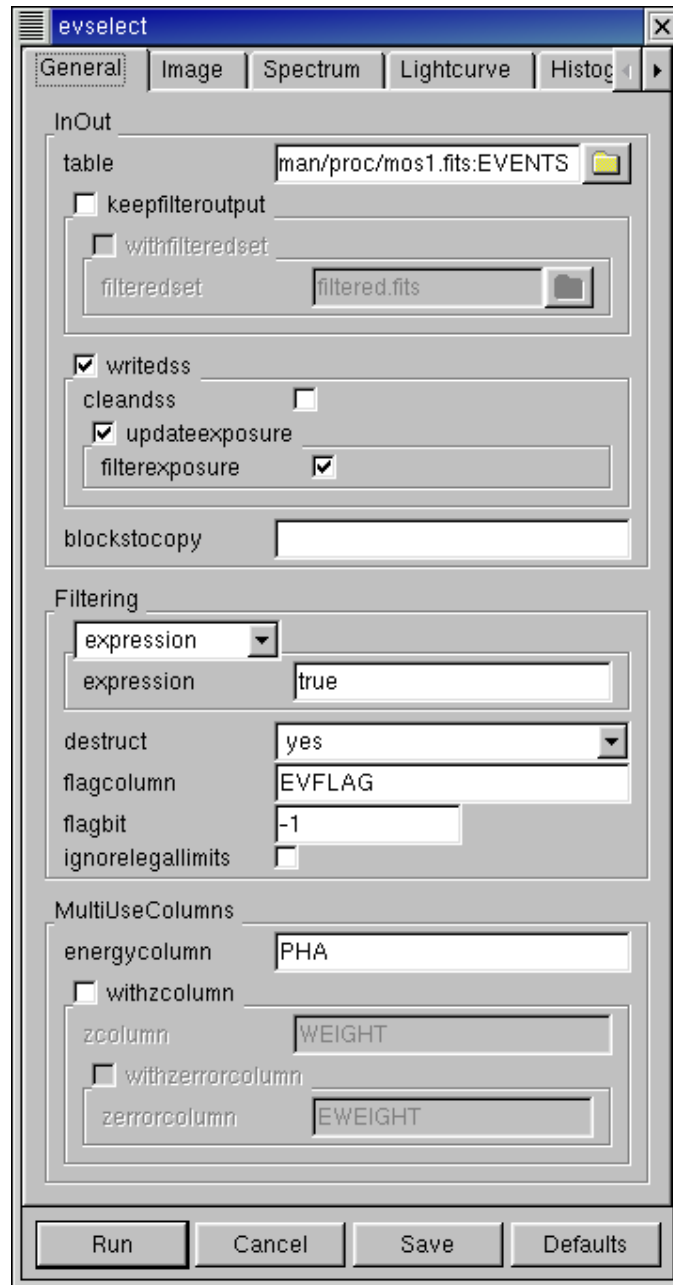 evselect
General Image Spectrum Lightcurve Histog
InOut
table man/proc/mos1.fits:EVENTS
keepfilteroutput
withfilteredset
filteredset filtered.fits
writedss
cleandss
updateexposure
filterexposure
blockstocopy
Filtering
expression
expression true
destruct yes
flagcolumn EVFLAG
flagbit -1
ignorelegallimits
MultiUseColumns
energycolumn PHA
withzcolumn
zcolumn WEIGHT
withzerrorcolumn
zerrorcolumn EWEIGHT
Run Cancel Save Defaults